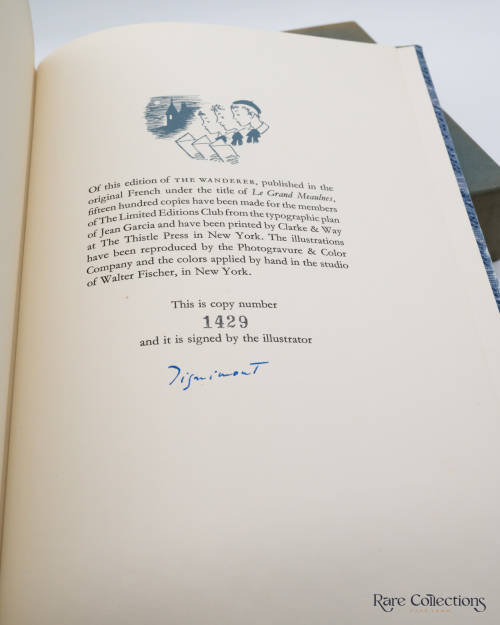 Of this edition of THE WANDERER, published in the
original French under the title of Le Grand Meaulnes,
fifteen hundred copies have been made for the members
of The Limited Editions Club from the typographic plan
of Jean Garcia and have been printed by Clarke & Way
at The Thistle Press in New York. The illustrations
have been reproduced by the Photogravure & Color
Company and the colors applied by hand in the studio
of Walter Fischer, in New York.
This is copy number
1429
and it is signed by the illustrator
Dignimont
Rare Collections